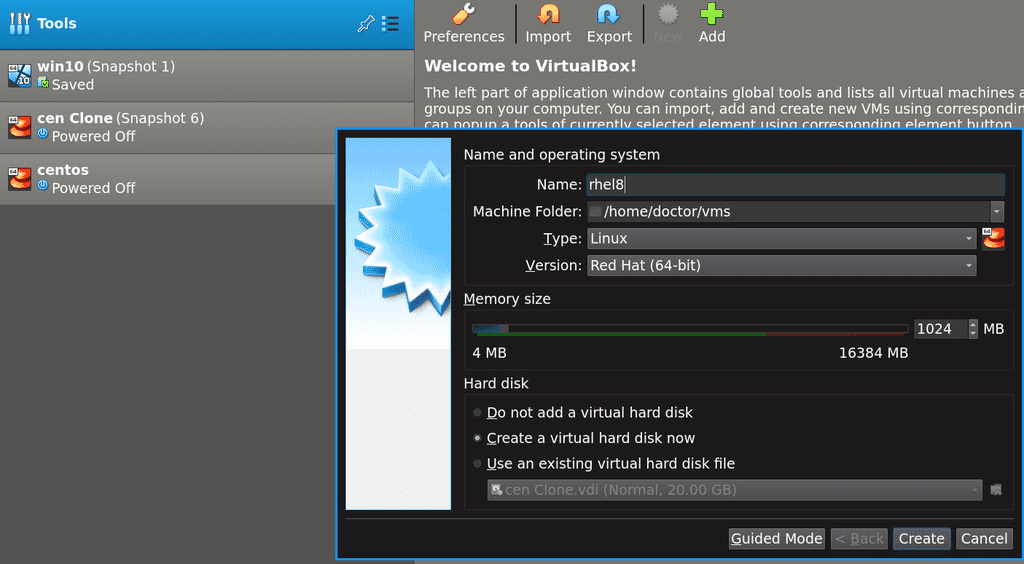 Tools
win10 (Snapshot 1)
Saved
cen Clone (Snapshot 6)
Powered Off
centos
Powered Off
Preferences
Import
Export
New
Add
Welcome to VirtualBox!
The left part of application window contains global tools and lists all virtual machines a
groups on your computer. You can import, add and create new VMs using correspondin
can popup a tools of currently selected element using corresponding element button
Name and operating system
Name: rhel8
Machine Folder: /home/doctor/vms
Type: Linux
64
Version: Red Hat (64-bit)
Memory size
1024 MB
4 MB 16384 MB
Hard disk
Do not add a virtual hard disk
Create a virtual hard disk now
Use an existing virtual hard disk file
cen Clone.vdi (Normal, 20.00 GB)
Guided Mode
< Back
Create
Cancel